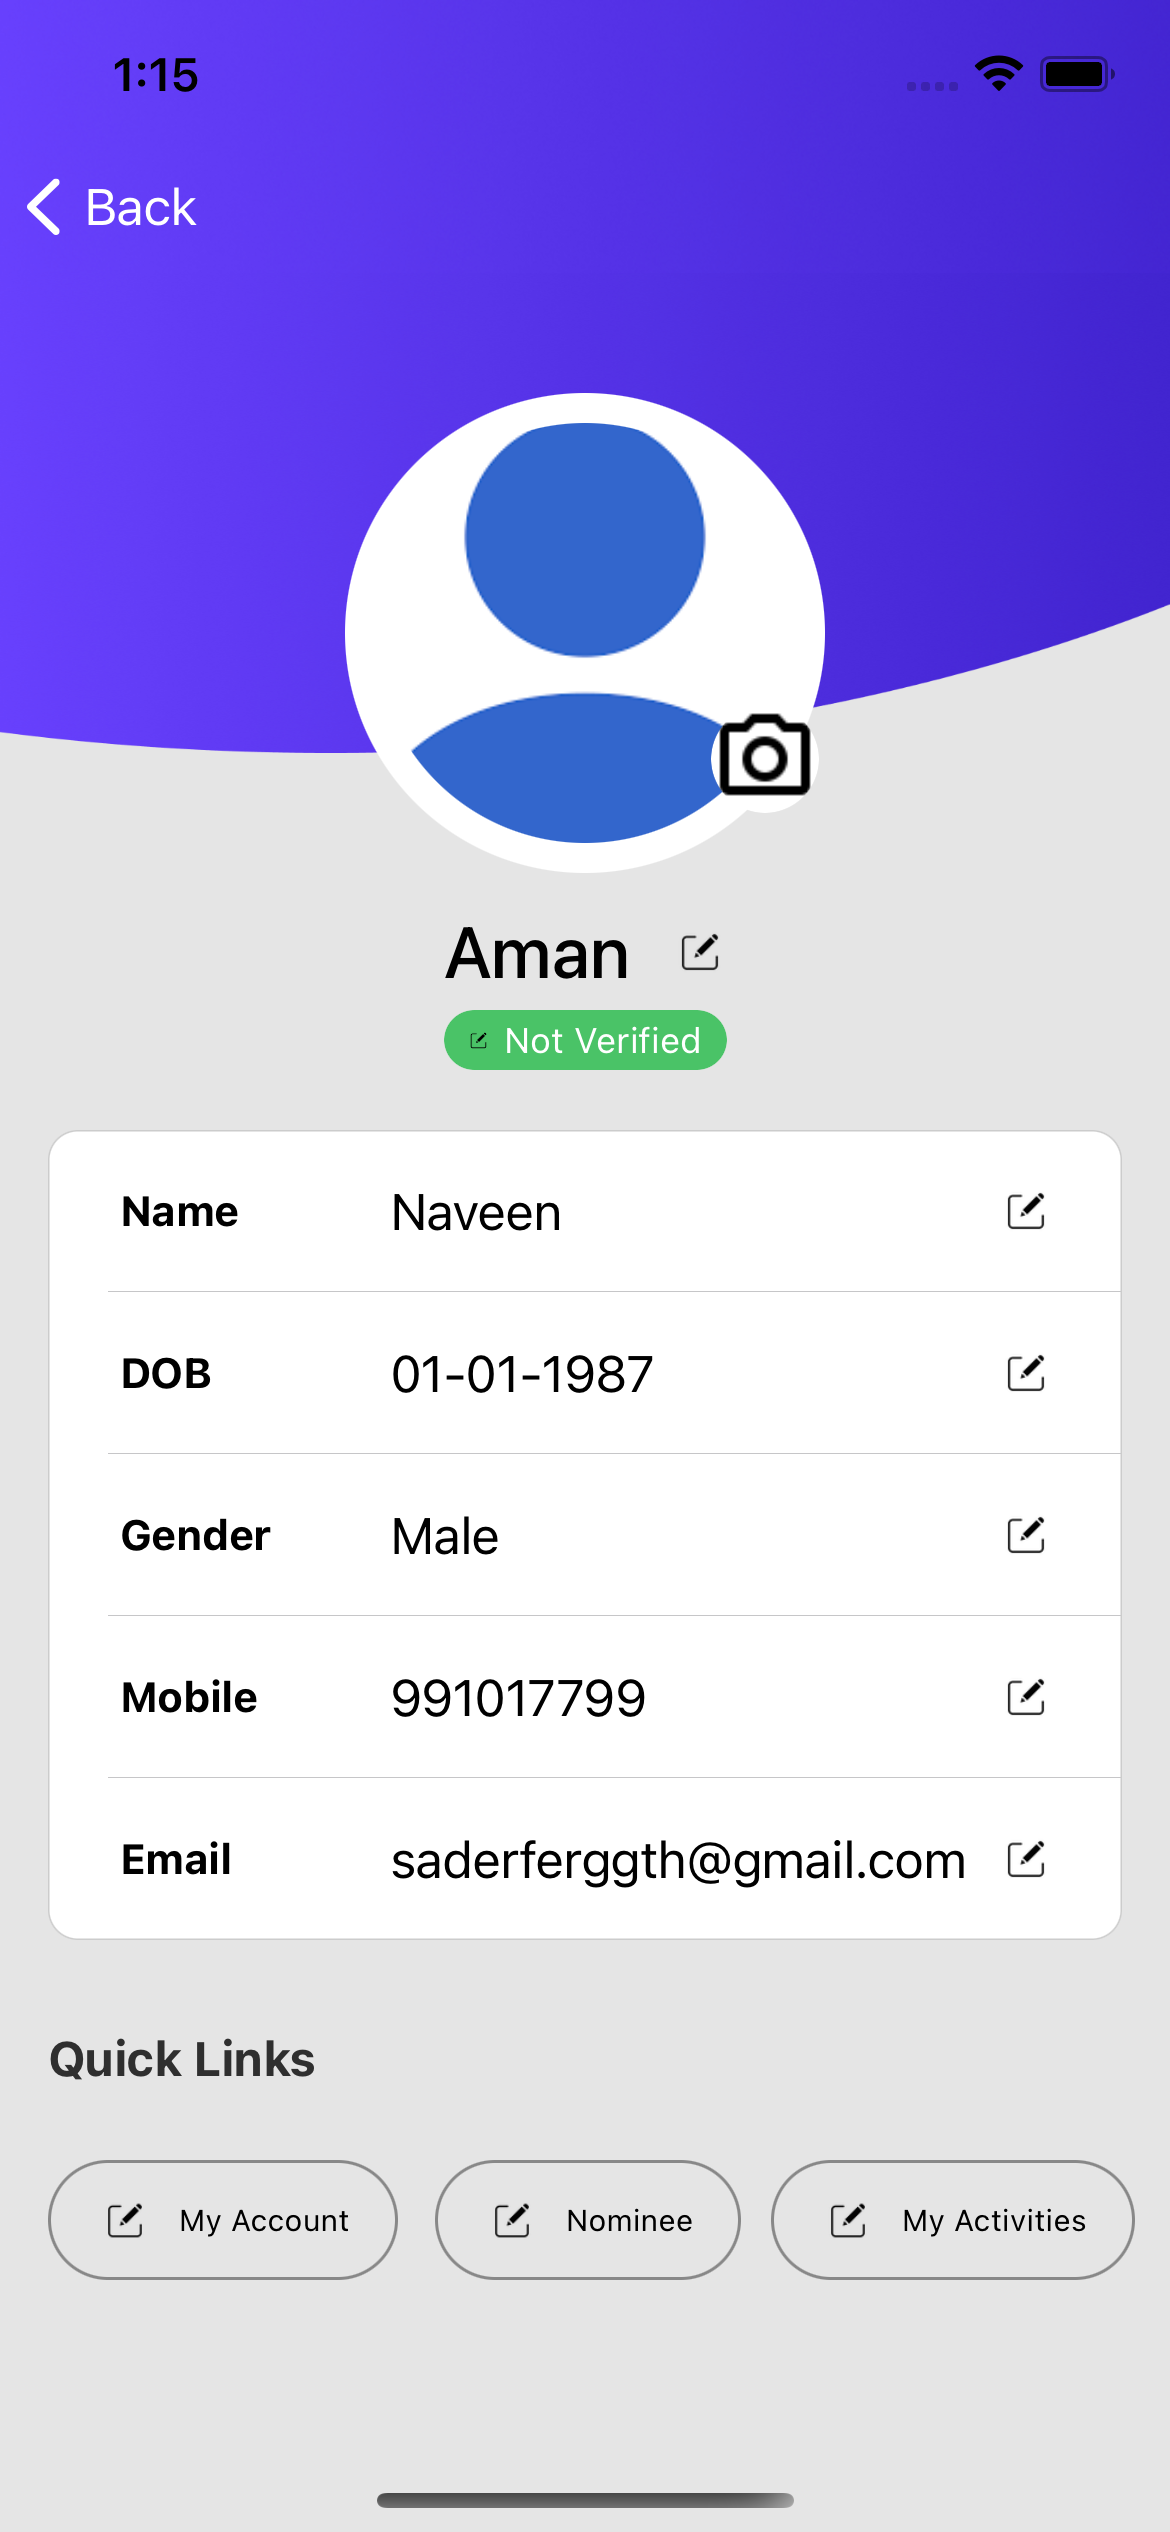 1:15
Back
Aman
Not Verified
Name Naveen
DOB 01-01-1987
Gender Male
Mobile 991017799
Email saderferggth@gmail.com
Quick Links
My Account Nominee My Activities